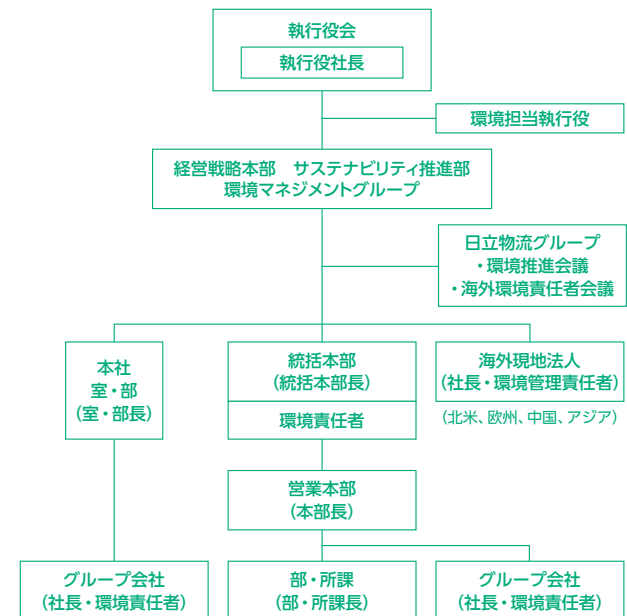 執行役会
執行役社長
環境担当執行役
経営戦略本部　サステナビリティ推進部
環境マネジメントグループ
日立物流グループ
・環境推進会議
・海外環境責任者会議
本社
室・部
（室・部長）
統括本部
（統括本部長）
環境責任者
海外現地法人
（社長・環境管理責任者）
（北米、欧州、中国、アジア）
営業本部
（本部長）
グループ会社
（社長・環境責任者）
部・所課
（部・所課長）
グループ会社
（社長・環境責任者）